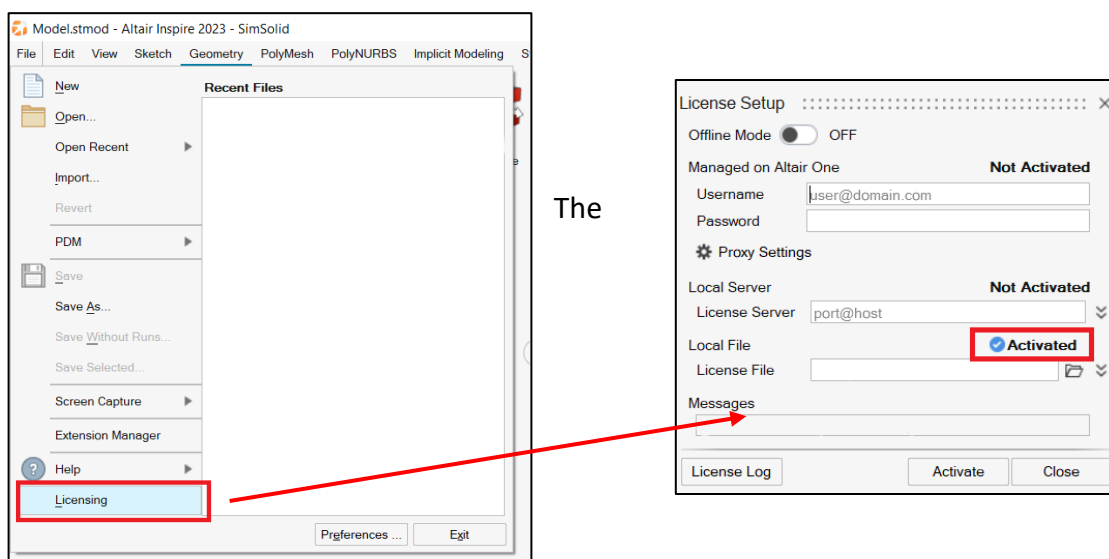 Model.stmod - Altair Inspire 2023 - SimSolid
File Edit View Sketch Geometry PolyMesh PolyNURBS Implicit Modeling S
New
Recent Files
Open...
Open Recent
Import...
Revert
PDM
Save
Save As...
Save Without Runs...
Save Selected...
Screen Capture
Extension Manager
? Help
Licensing
Preferences ...
Exit
e
The
License Setup
Offline Mode OFF
Managed on Altair One Not Activated
Username user@domain.com
Password
Proxy Settings
Local Server Not Activated
License Server port@host
Local File Activated
License File
Messages
License Log Activate Close